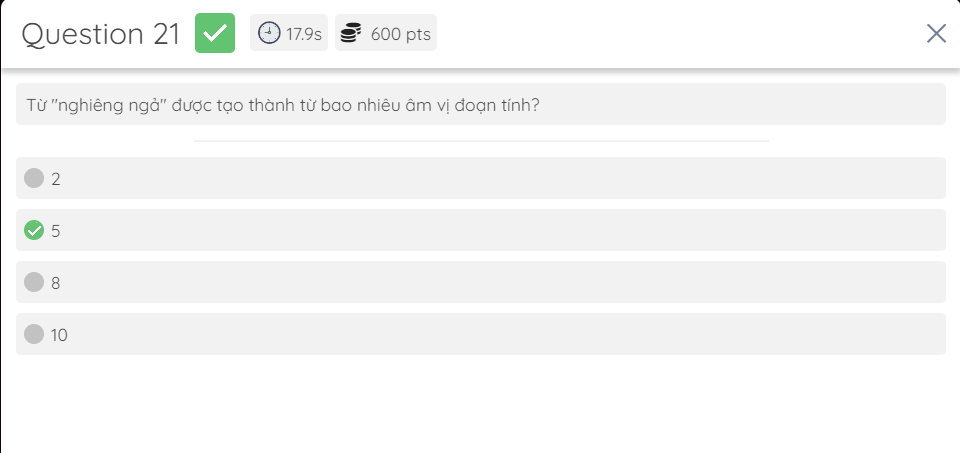 Question 21 17.9s 600 pts
Từ "nghiêng ngả" được tạo thành từ bao nhiêu âm vị đoạn tính?
2
5
8
10